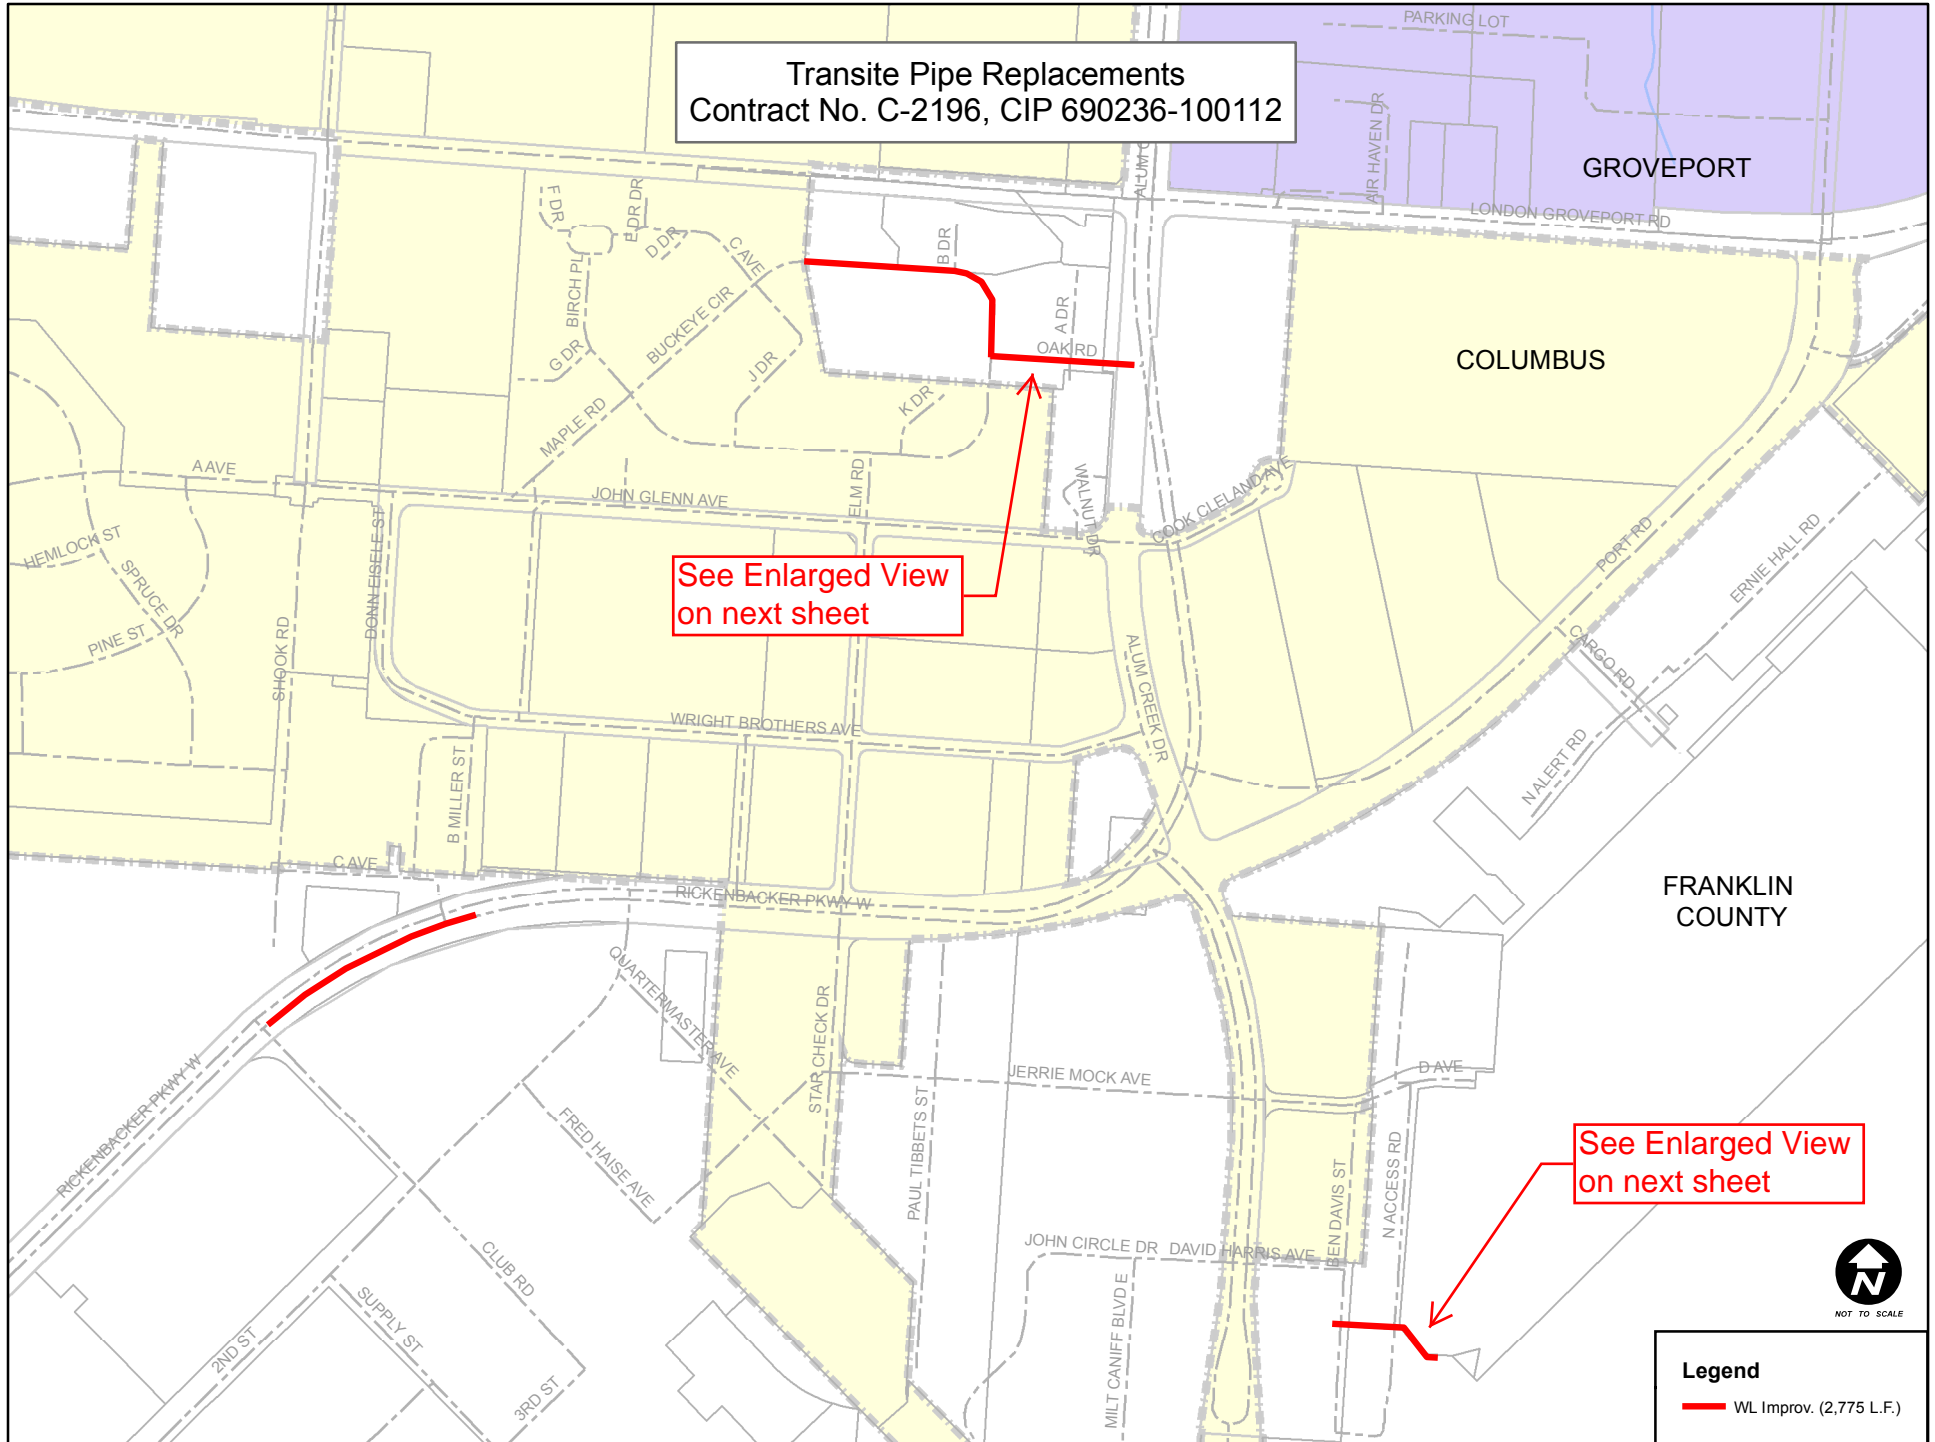 PARKING LOT
Transite Pipe Replacements
Contract No. C-2196, CIP 690236-100112
AIR HAVEN DR
GROVEPORT
LONDON GROVEPORT RD
F DR
E DR DR
D DR
C AVE
B DR
BIRCH PL
BUCKEYE CIR
A DR
OAK RD
G DR
J DR
K DR
MAPLE RD
COLUMBUS
A AVE
JOHN GLENN AVE
ELM RD
WALNUT DR
COOK CLELAND AVE
HEMLOCK ST
SPRUCE DR
PINE ST
DONN EISELE ST
SHOOK RD
See Enlarged View
on next sheet
PORT RD
ERNIE HALL RD
CARGO RD
N ALERT RD
ALUM CREEK DR
WRIGHT BROTHERS AVE
B MILLER ST
C AVE
RICKENBACKER PKWY W
FRANKLIN
COUNTY
QUARTERMASTER AVE
STAR CHECK DR
JERRIE MOCK AVE
D AVE
RICKENBACKER PKWY W
FRED HAISE AVE
PAUL TIBBETS ST
BEN DAVIS ST
N ACCESS RD
See Enlarged View
on next sheet
JOHN CIRCLE DR
DAVID HARRIS AVE
CLUB RD
SUPPLY ST
2ND ST
3RD ST
MILT CANIFF BLVD E
N
NOT TO SCALE
Legend
WL Improv. (2,775 L.F.)